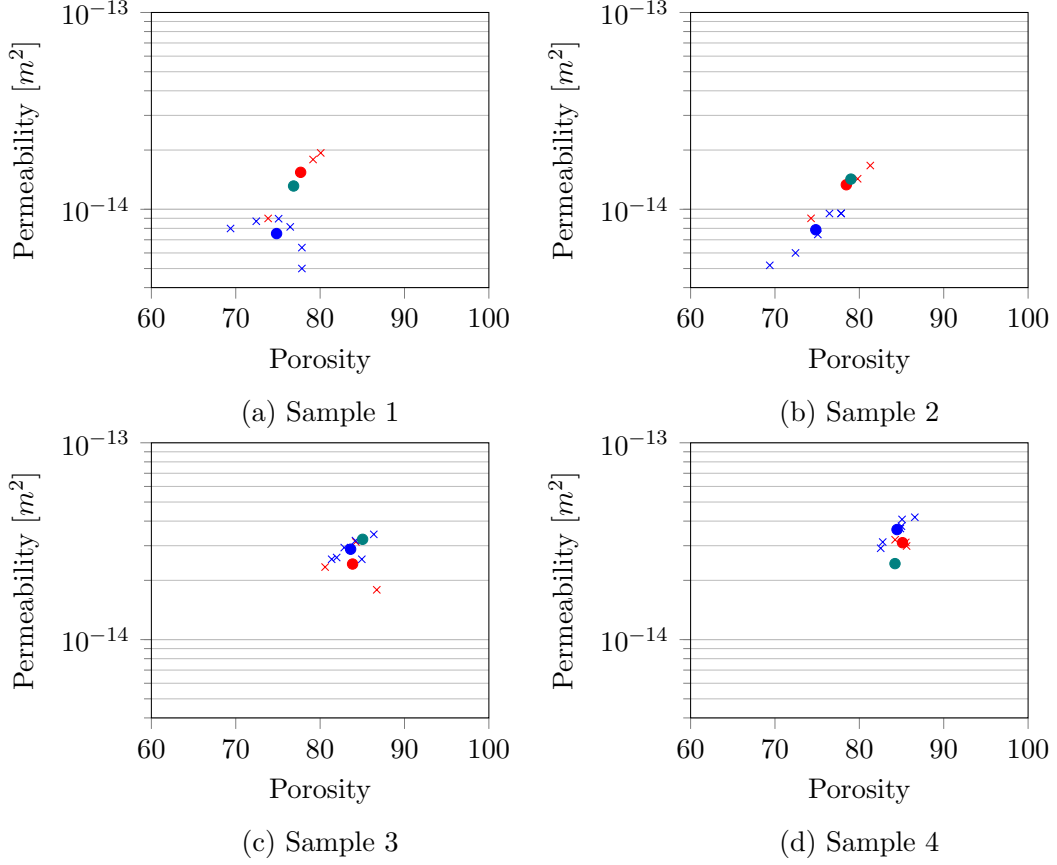 10^{-13}
10^{-14}
Permeability [m^2]
60 70 80 90 100
Porosity
(a) Sample 1
10^{-13}
10^{-14}
Permeability [m^2]
60 70 80 90 100
Porosity
(b) Sample 2
10^{-13}
10^{-14}
Permeability [m^2]
60 70 80 90 100
Porosity
(c) Sample 3
10^{-13}
10^{-14}
Permeability [m^2]
60 70 80 90 100
Porosity
(d) Sample 4